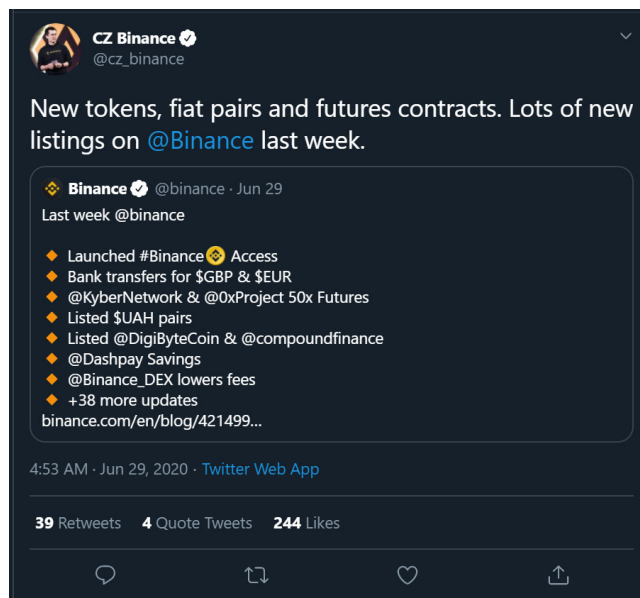 CZ Binance
@cz_binance
New tokens, fiat pairs and futures contracts. Lots of new
listings on @Binance last week.
Binance @binance · Jun 29
Last week @binance
🔸 Launched #Binance Access
🔸 Bank transfers for $GBP & $EUR
🔸 @KyberNetwork & @0xProject 50x Futures
🔸 Listed $UAH pairs
🔸 Listed @DigiByteCoin & @compoundfinance
🔸 @Dashpay Savings
🔸 @Binance_DEX lowers fees
🔸 +38 more updates
binance.com/en/blog/421499...
4:53 AM · Jun 29, 2020 · Twitter Web App
39 Retweets 4 Quote Tweets 244 Likes